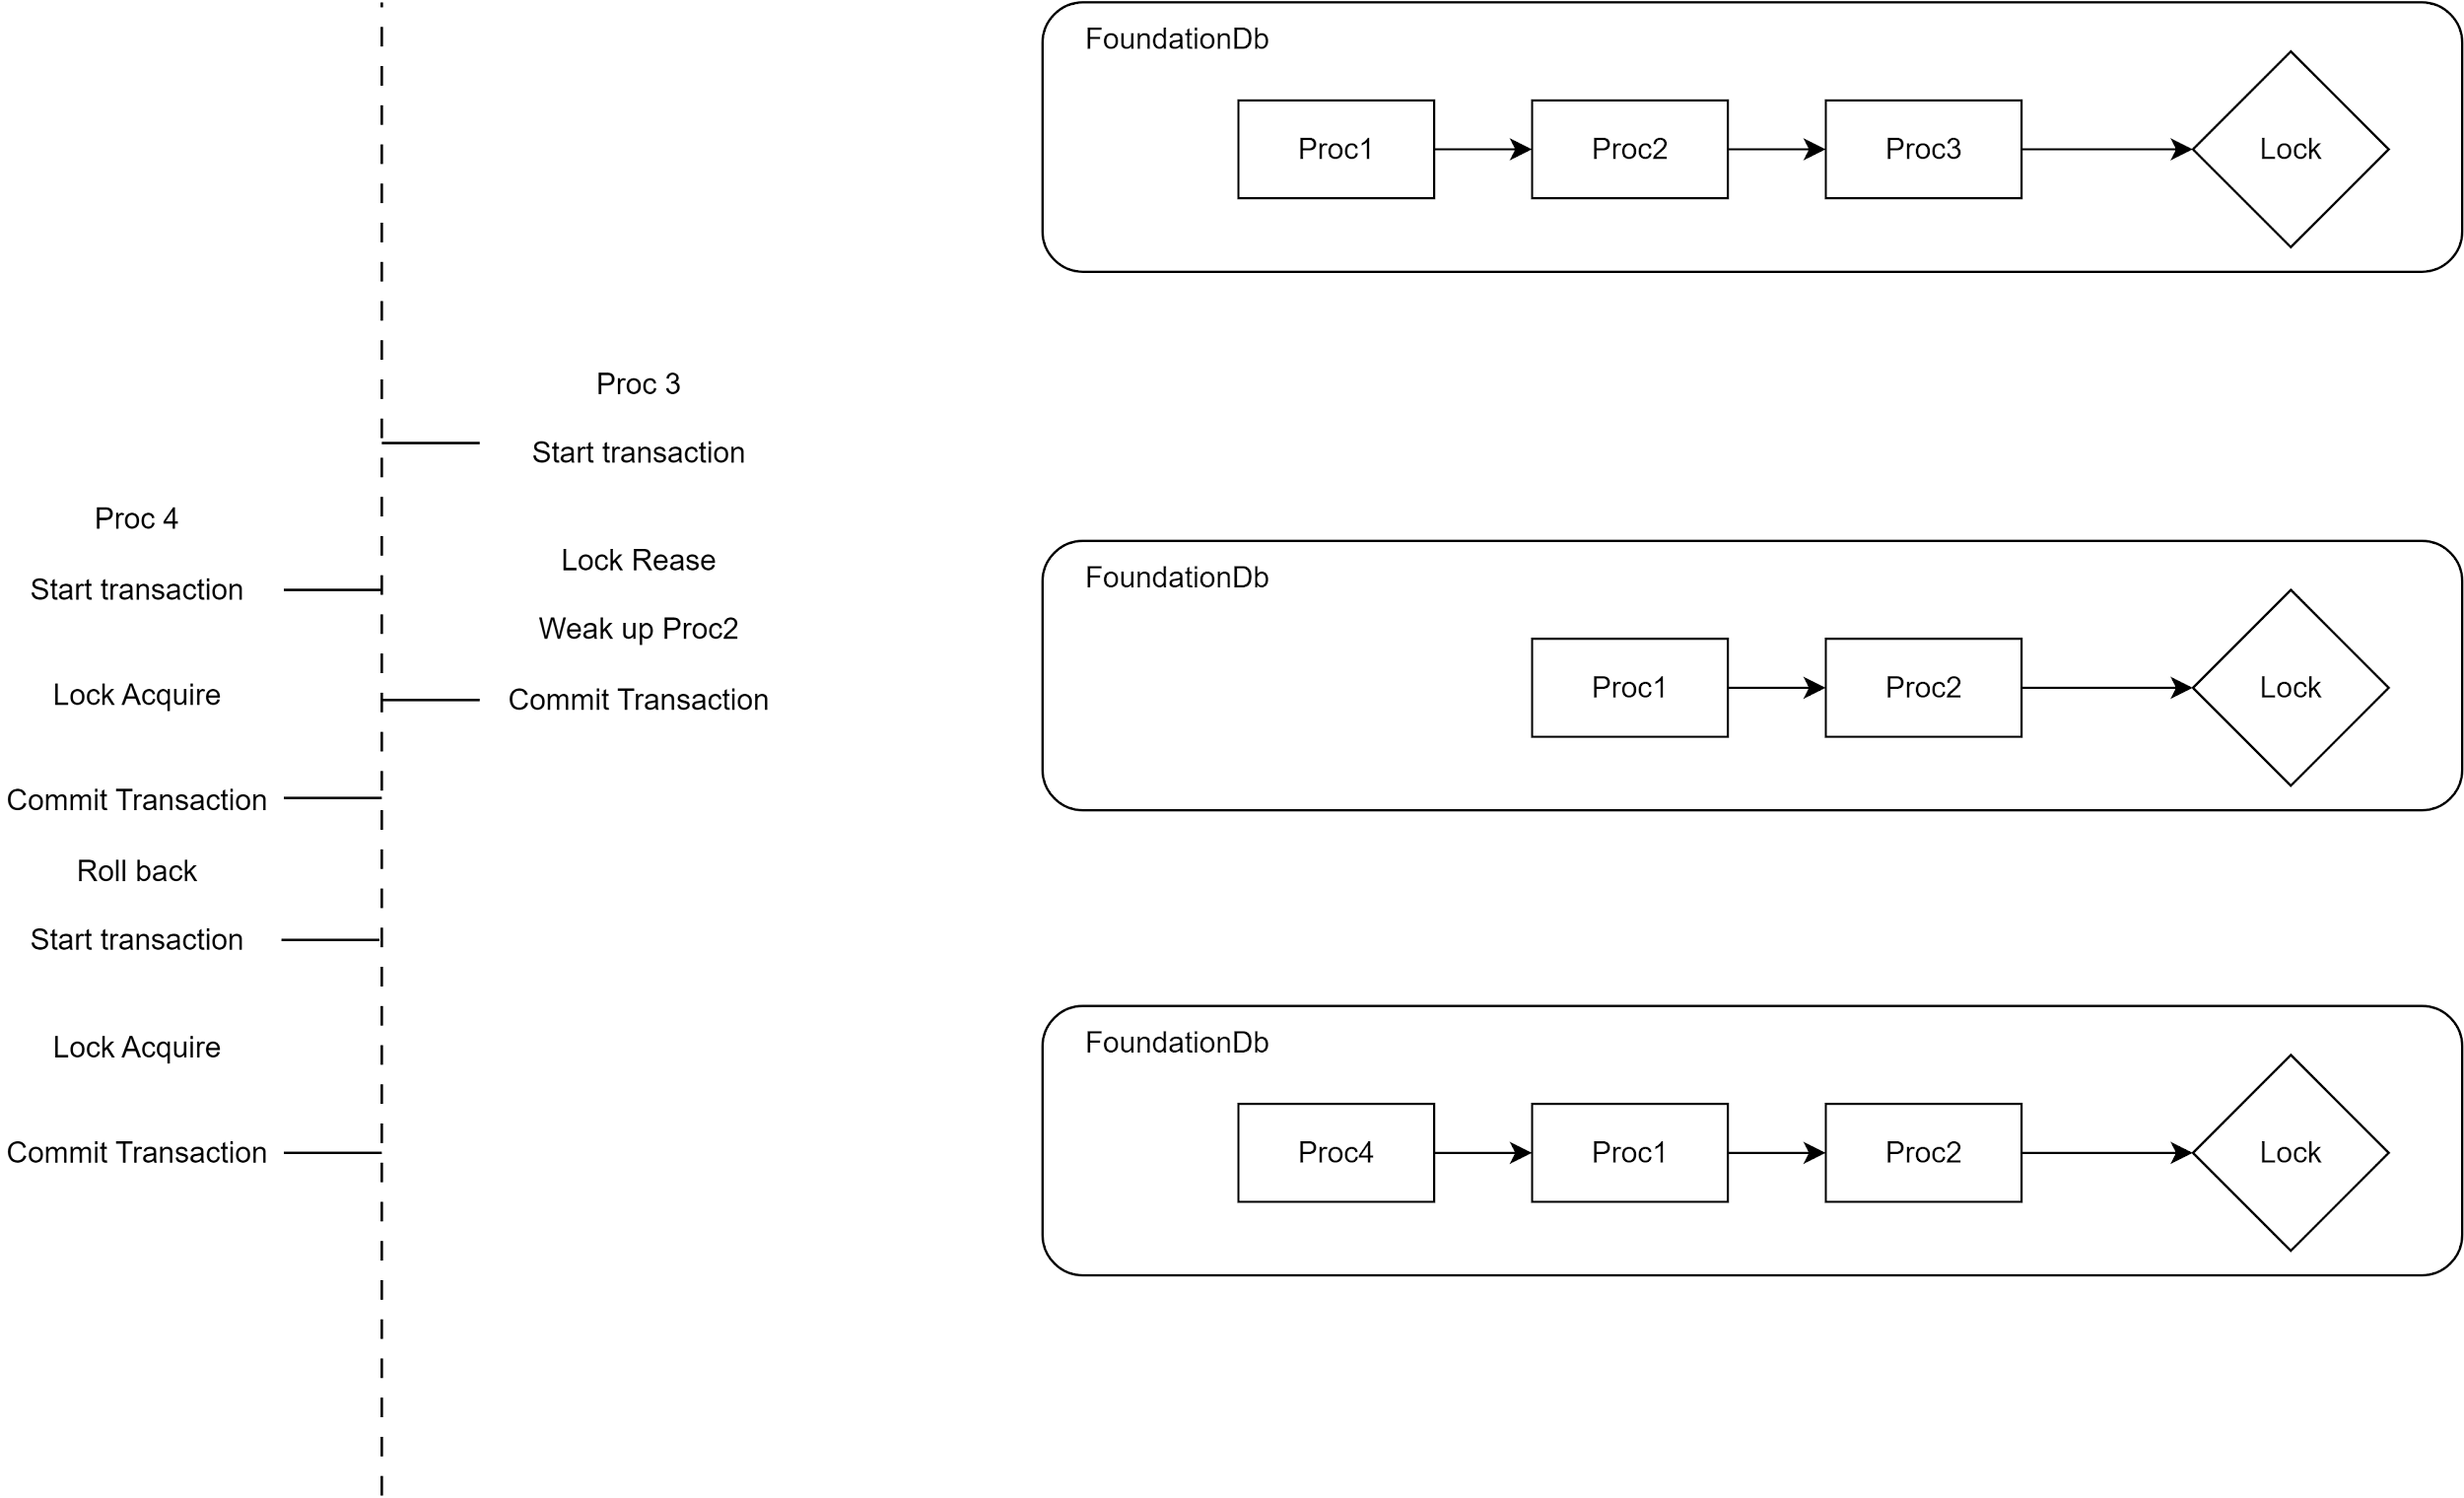 FoundationDb
Proc1
Proc2
Proc3
Lock
Proc 3
Start transaction
Proc 4
Start transaction
Lock Rease
Weak up Proc2
Lock Acquire
Commit Transaction
Commit Transaction
Roll back
Start transaction
Lock Acquire
Commit Transaction
FoundationDb
Proc1
Proc2
Lock
FoundationDb
Proc4
Proc1
Proc2
Lock